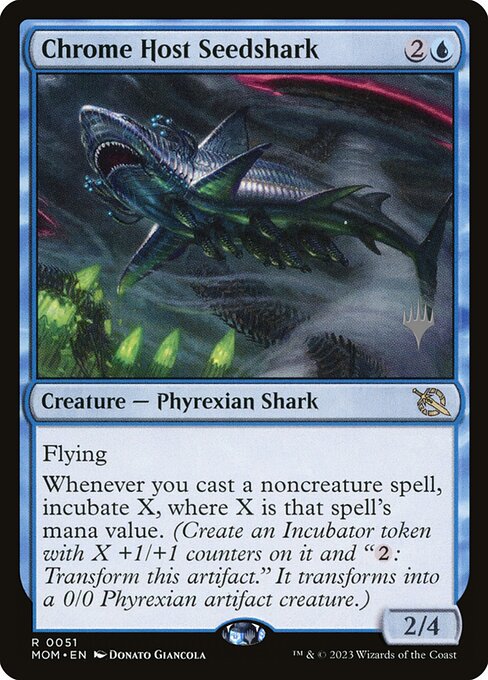 Chrome Host Seedshark 2
Creature — Phyrexian Shark
Flying
Whenever you cast a noncreature spell,
incubate X, where X is that spell's
mana value. (Create an Incubator token
with X +1/+1 counters on it and “2:
Transform this artifact.” It transforms into
a 0/0 Phyrexian artifact creature.)
2/4
R 0051
MOM • EN Donato Giancola
™ & © 2023 Wizards of the Coast